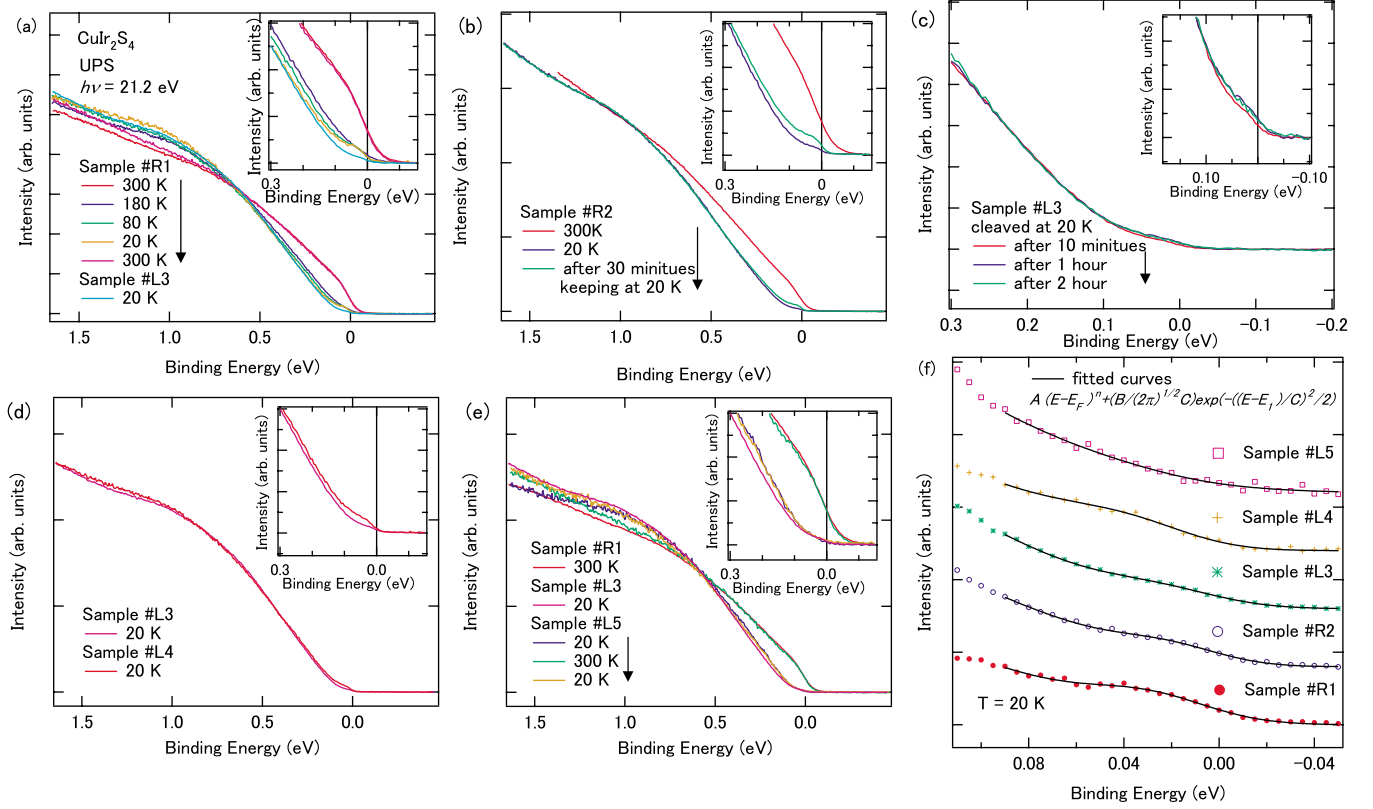 (a)
CuIr2S4
UPS
hν = 21.2 eV
Intensity (arb. units)
Sample #R1
300 K
180 K
80 K
20 K
300 K
Sample #L3
20 K
1.5 1.0 0.5 0
Binding Energy (eV)
Intensity (arb. units)
0.3 0
Binding Energy (eV)
(b)
Intensity (arb. units)
Sample #R2
300K
20 K
after 30 minitues
keeping at 20 K
1.5 1.0 0.5 0
Binding Energy (eV)
Intensity (arb. units)
0.3 0
Binding Energy (eV)
(c)
Intensity (arb. units)
Sample #L3
cleaved at 20 K
after 10 minitues
after 1 hour
after 2 hour
0.3 0.2 0.1 0.0 −0.1 −0.2
Binding Energy (eV)
Intensity (arb. units)
0.10 −0.10
Binding Energy (eV)
(d)
Intensity (arb. units)
Sample #L3
20 K
Sample #L4
20 K
1.5 1.0 0.5 0.0
Binding Energy (eV)
Intensity (arb. units)
0.3 0.0
Binding Energy (eV)
(e)
Intensity (arb. units)
Sample #R1
300 K
Sample #L3
20 K
Sample #L5
20 K
300 K
20 K
1.5 1.0 0.5 0.0
Binding Energy (eV)
Intensity (arb. units)
0.3 0.0
Binding Energy (eV)
(f)
Intensity (arb. units)
fitted curves
A (E−EF )^n+(B/(2π)^1/2 C)exp(−((E−E1 )/C)^2/2)
Sample #L5
Sample #L4
Sample #L3
Sample #R2
Sample #R1
T = 20 K
0.08 0.04 0.00 −0.04
Binding Energy (eV)